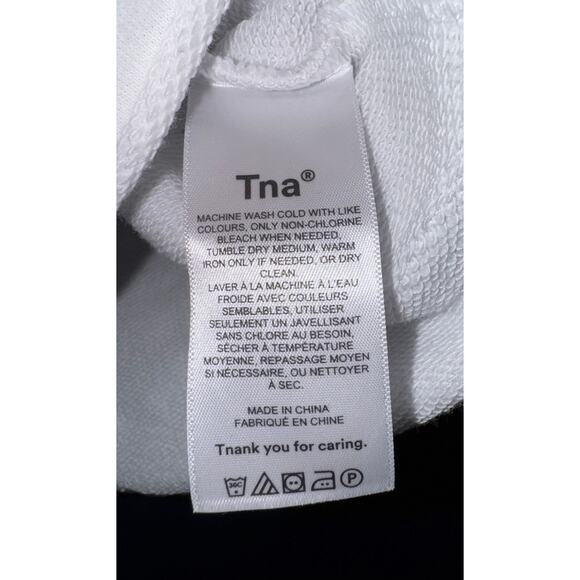 Tna®
MACHINE WASH COLD WITH LIKE
COLOURS, ONLY NON-CHLORINE
BLEACH WHEN NEEDED,
TUMBLE DRY MEDIUM, WARM
IRON ONLY IF NEEDED, OR DRY
CLEAN.
LAVER À LA MACHINE À L'EAU
FROIDE AVEC COULEURS
SEMBLABLES, UTILISER
SEULEMENT UN JAVELLISANT
SANS CHLORE AU BESOIN,
SÉCHER À TEMPÉRATURE
MOYENNE, REPASSAGE MOYEN
SI NÉCESSAIRE, OU NETTOYER
À SEC.
MADE IN CHINA
FABRIQUÉ EN CHINE
Tnank you for caring.
30C P